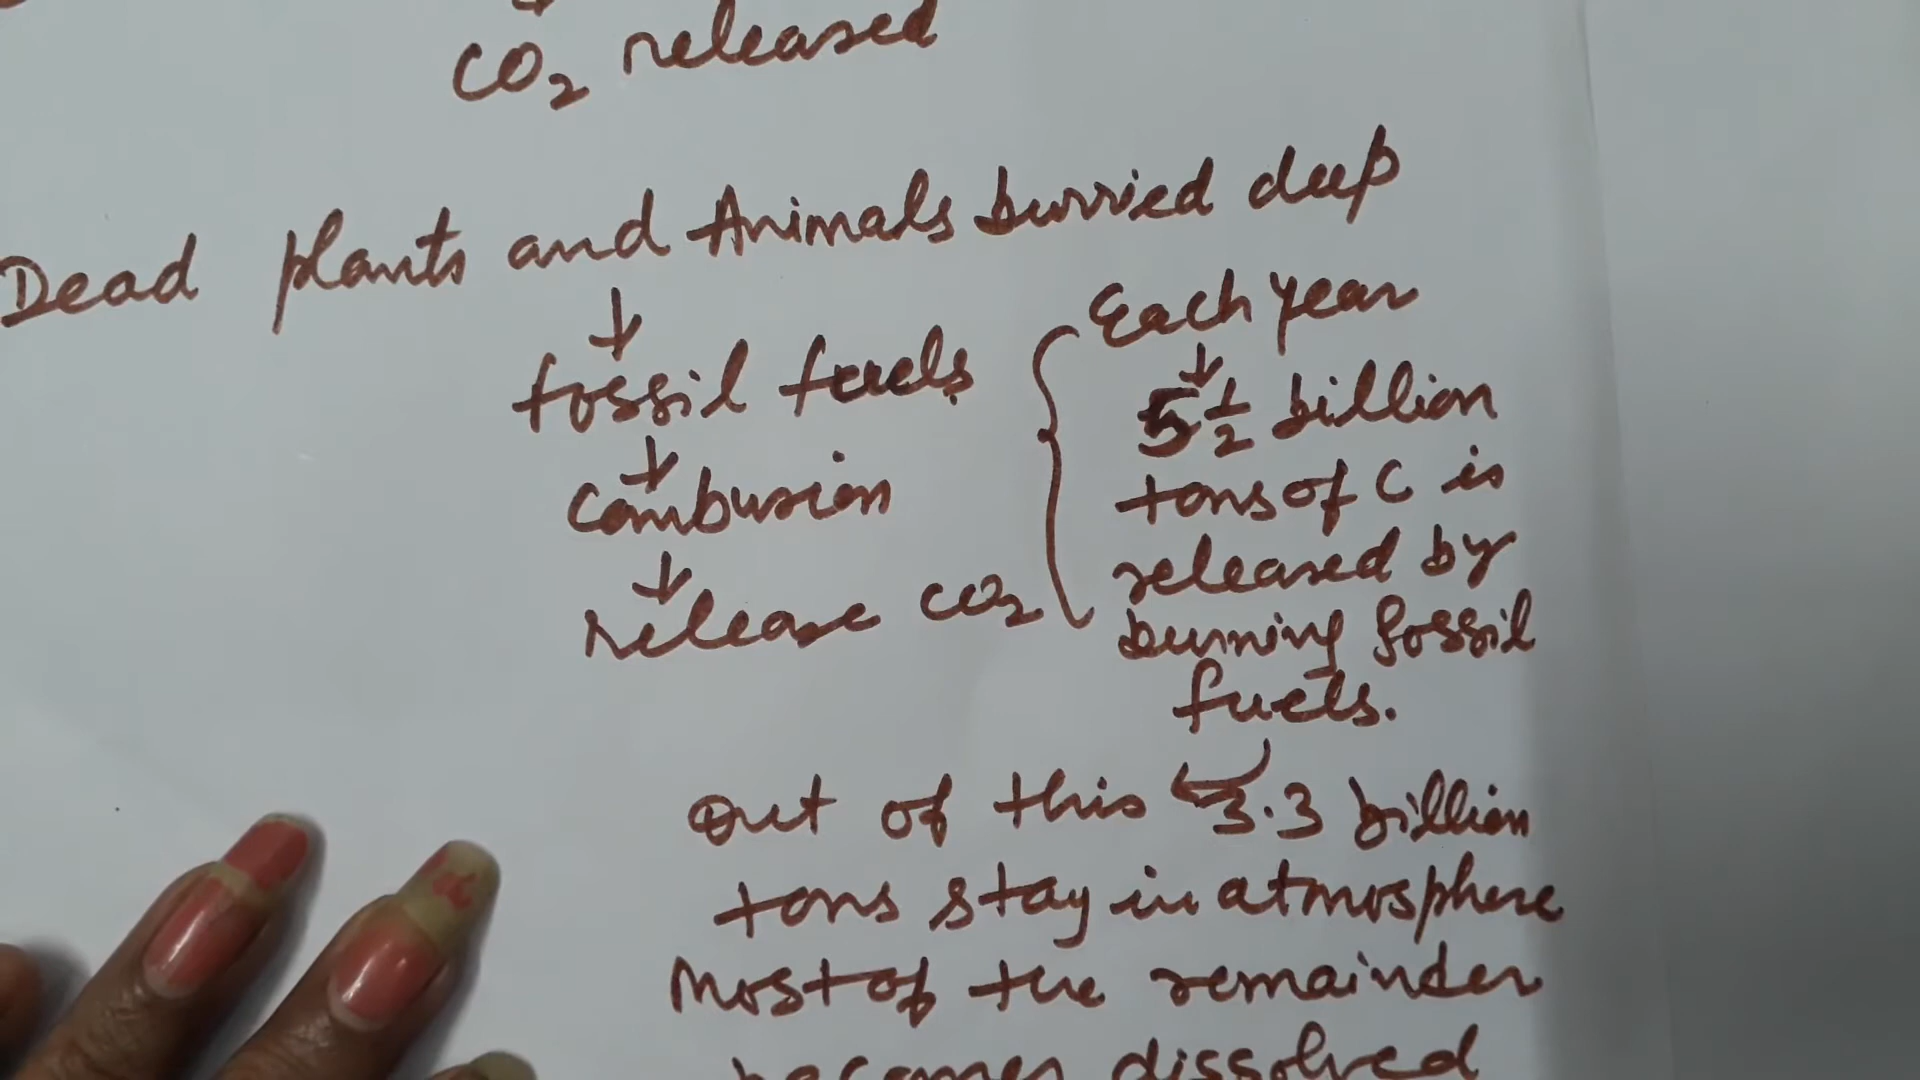 CO₂ released
Dead plants and Animals burried deep
↓
fossil fuels
↓
Combusion
↓
release CO₂
Each year
↓
5 1/2 billion
tons of C is
released by
burning fossil
fuels.
out of this 3.3 billion
tons stay in atmosphere
Most of the remainder
becomes dissolved